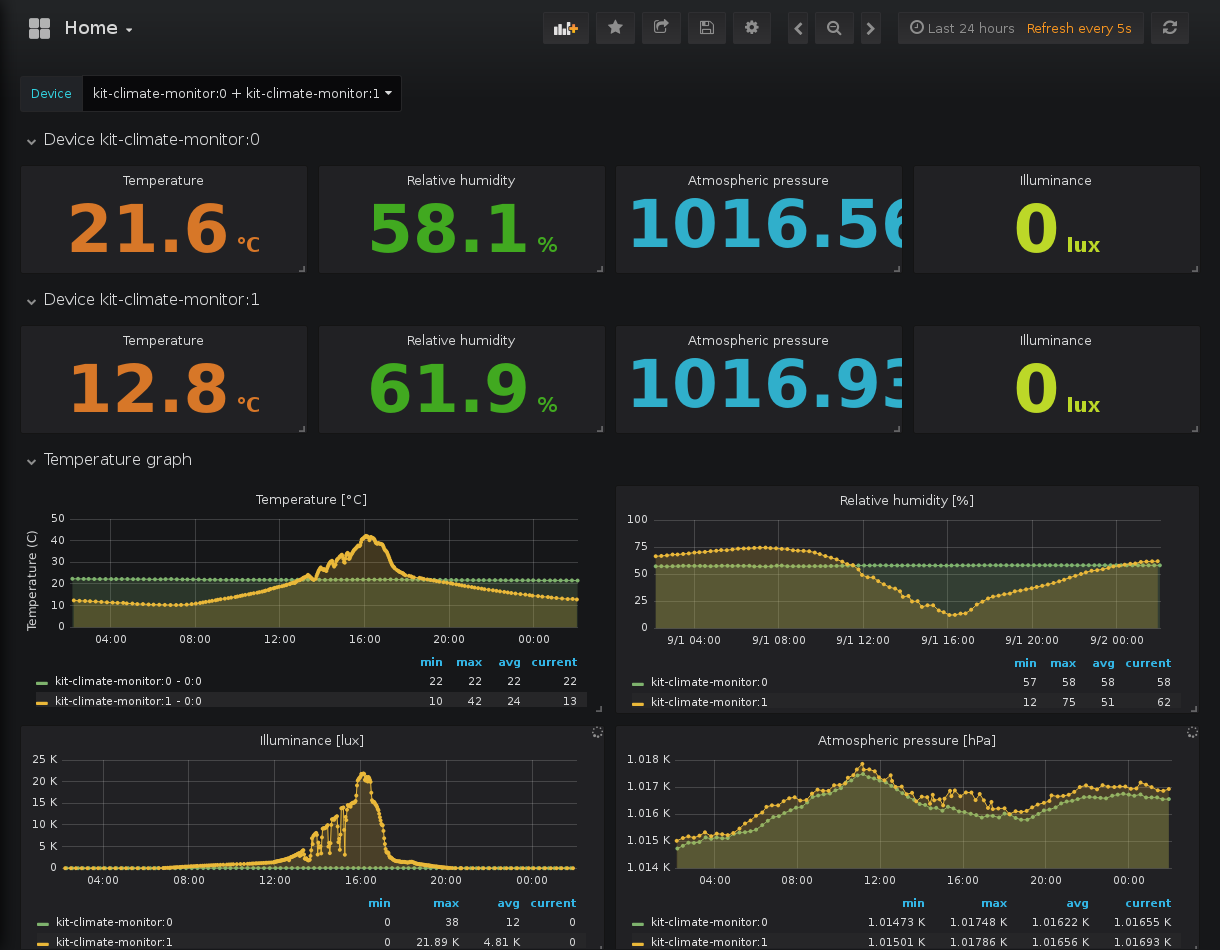 Home
Last 24 hours Refresh every 5s
Device kit-climate-monitor:0 + kit-climate-monitor:1
Device kit-climate-monitor:0
Temperature Relative humidity Atmospheric pressure Illuminance
21.6 °C 58.1 % 1016.56 0 lux
Device kit-climate-monitor:1
Temperature Relative humidity Atmospheric pressure Illuminance
12.8 °C 61.9 % 1016.93 0 lux
Temperature graph
Temperature [°C]
Temperature (C)
50
40
30
20
10
0
04:00 08:00 12:00 16:00 20:00 00:00
min max avg current
kit-climate-monitor:0 - 0:0 22 22 22 22
kit-climate-monitor:1 - 0:0 10 42 24 13
Relative humidity [%]
100
75
50
25
0
9/1 04:00 9/1 08:00 9/1 12:00 9/1 16:00 9/1 20:00 9/2 00:00
min max avg current
kit-climate-monitor:0 57 58 58 58
kit-climate-monitor:1 12 75 51 62
Illuminance [lux]
25 K
20 K
15 K
10 K
5 K
0
04:00 08:00 12:00 16:00 20:00 00:00
min max avg current
kit-climate-monitor:0 0 38 12 0
kit-climate-monitor:1 0 21.89 K 4.81 K 0
Atmospheric pressure [hPa]
1.018 K
1.017 K
1.016 K
1.015 K
1.014 K
04:00 08:00 12:00 16:00 20:00 00:00
min max avg current
kit-climate-monitor:0 1.01473 K 1.01748 K 1.01622 K 1.01655 K
kit-climate-monitor:1 1.01501 K 1.01786 K 1.01656 K 1.01693 K